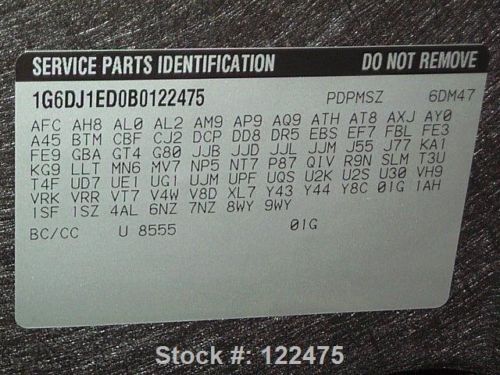 SERVICE PARTS IDENTIFICATION DO NOT REMOVE
1G6DJ1ED0B0122475 PDPMSZ 6DM47
AFC AH8 AL0 AL2 AM9 AP9 AQ9 ATH AT8 AXJ AY0
A45 BTM CBF CJ2 DCP DD8 DR5 EBS EF7 FBL FE3
FE9 GBA GT4 G80 JJB JJD JJL JJM J55 J77 KA1
KG9 LLT MN6 MV7 NP5 NT7 P87 QIV R9N SLM T3U
T4F UD7 UE1 UG1 UJM UPF UQS U2K U2S U30 VH9
VRK VRR VT7 V4W V8D XL7 Y43 Y44 Y8C 01G 1AH
1SF 1SZ 4AL 6NZ 7NZ 8WY 9WY
BC/CC U 8555 01G
Stock #: 122475